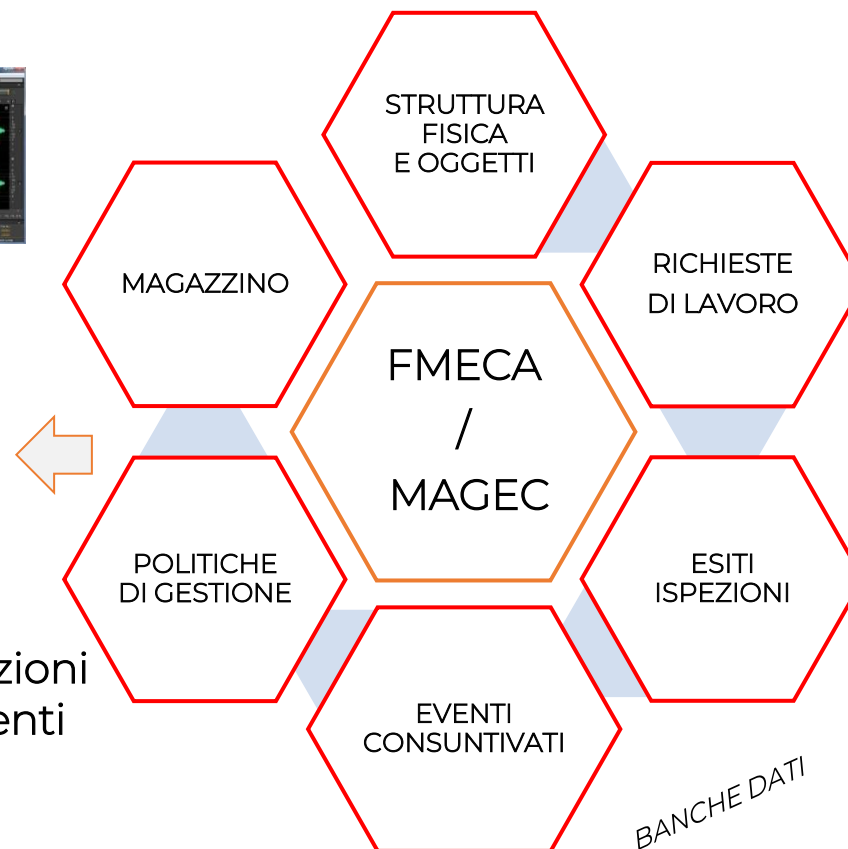 STRUTTURA
FISICA
E OGGETTI
MAGAZZINO
RICHIESTE
DI LAVORO
FMECA
/
MAGEC
POLITICHE
DI GESTIONE
ESITI
ISPEZIONI
zioni
enti
EVENTI
CONSUNTIVATI
BANCHE DATI